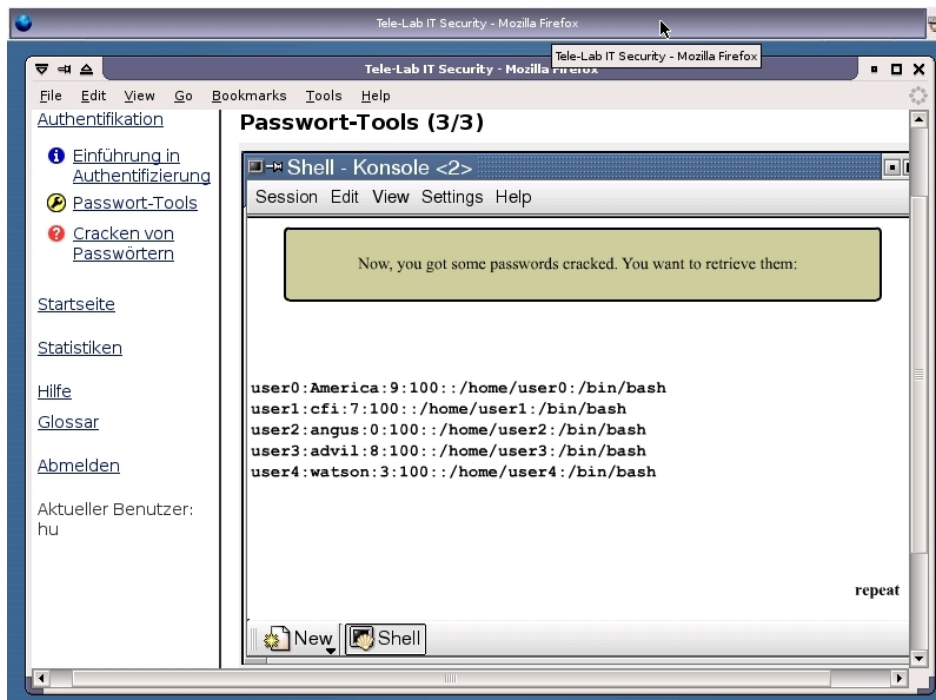 Tele-Lab IT Security - Mozilla Firefox
Tele-Lab IT Security - Mozilla Firefox
Tele-Lab IT Security - Mozilla Firefox
File Edit View Go Bookmarks Tools Help
Authentifikation
Einführung in
Authentifizierung
Passwort-Tools
Cracken von
Passwörtern
Startseite
Statistiken
Hilfe
Glossar
Abmelden
Aktueller Benutzer:
hu
Passwort-Tools (3/3)
Shell - Konsole <2>
Session Edit View Settings Help
Now, you got some passwords cracked. You want to retrieve them:
user0:America:9:100::/home/user0:/bin/bash
user1:cfi:7:100::/home/user1:/bin/bash
user2:angus:0:100::/home/user2:/bin/bash
user3:advil:8:100::/home/user3:/bin/bash
user4:watson:3:100::/home/user4:/bin/bash
repeat
New Shell